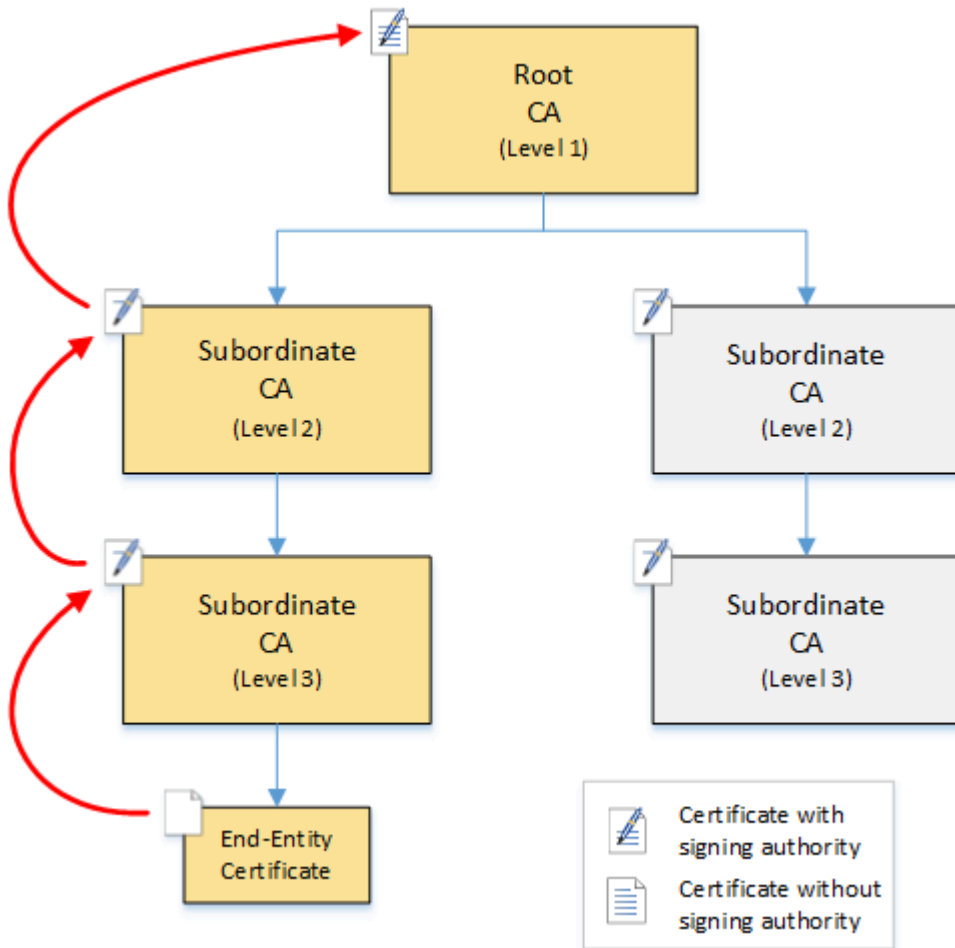 Root
CA
(Level 1)
Subordinate
CA
(Level 2)
Subordinate
CA
(Level 2)
Subordinate
CA
(Level 3)
Subordinate
CA
(Level 3)
End-Entity
Certificate
Certificate with
signing authority
Certificate without
signing authority